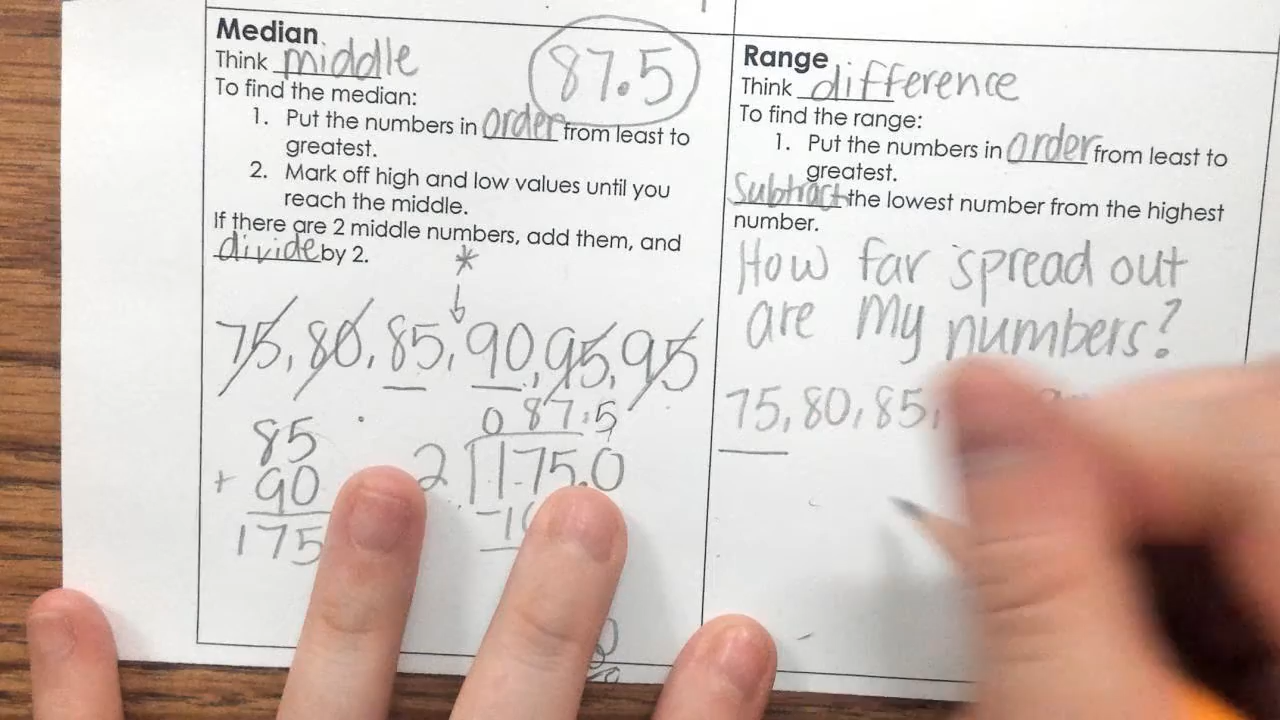 Median
Think middle
To find the median:
1. Put the numbers in order from least to
greatest.
2. Mark off high and low values until you
reach the middle.
If there are 2 middle numbers, add them, and
divide by 2.
*
75, 80, 85, 90, 95, 95
85
+ 90
175
087.5
2 175.0
87.5
Range
Think difference
To find the range:
1. Put the numbers in order from least to
greatest.
Subtract the lowest number from the highest
number.
How far spread out
are my numbers?
75, 80, 85,